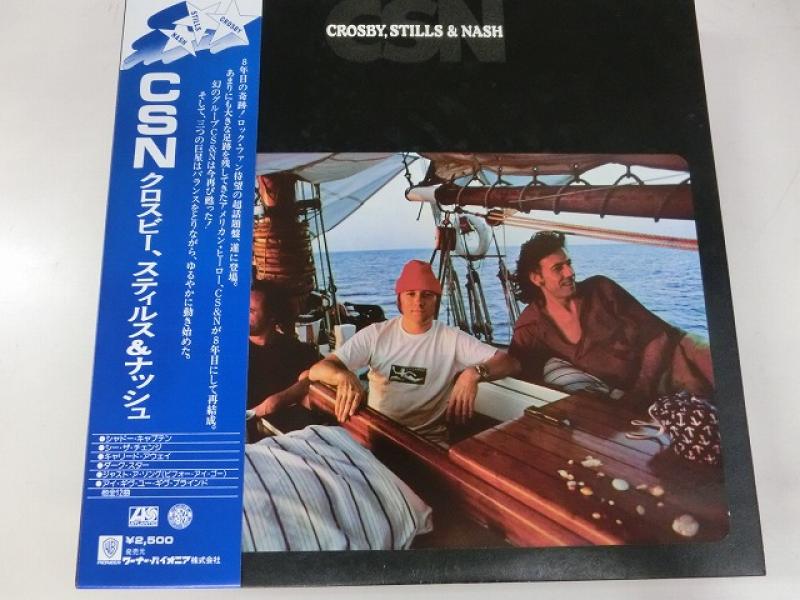 STILLS
CROSBY
NASH
CROSBY, STILLS & NASH
CSN
CSN クロスビー、スティルス&ナッシュ
8年目の奇跡!ロック・ファン待望の超話題盤、遂に登場。
あまりにも大きな足跡を残してきたアメリカン・ヒーロー、CS&Nが8年目にして再結成。
幻のグループCS&Nは今再び甦った!
そして、三つの巨星はバランスをとりながら、ゆるやかに動き始めた。
●シャドー・キャプテン
●シー・ザ・チェンジ
●キャリード・アウェイ
●ダーク・スター
●ジャスト・ア・ソング(ビフォー・アイ・ゴー)
●アイ・ギヴ・ユー・ギヴ・ブラインド
他全12曲
ATLANTIC
¥2,500
発売元
PIONEER ワーナー・パイオニア株式会社